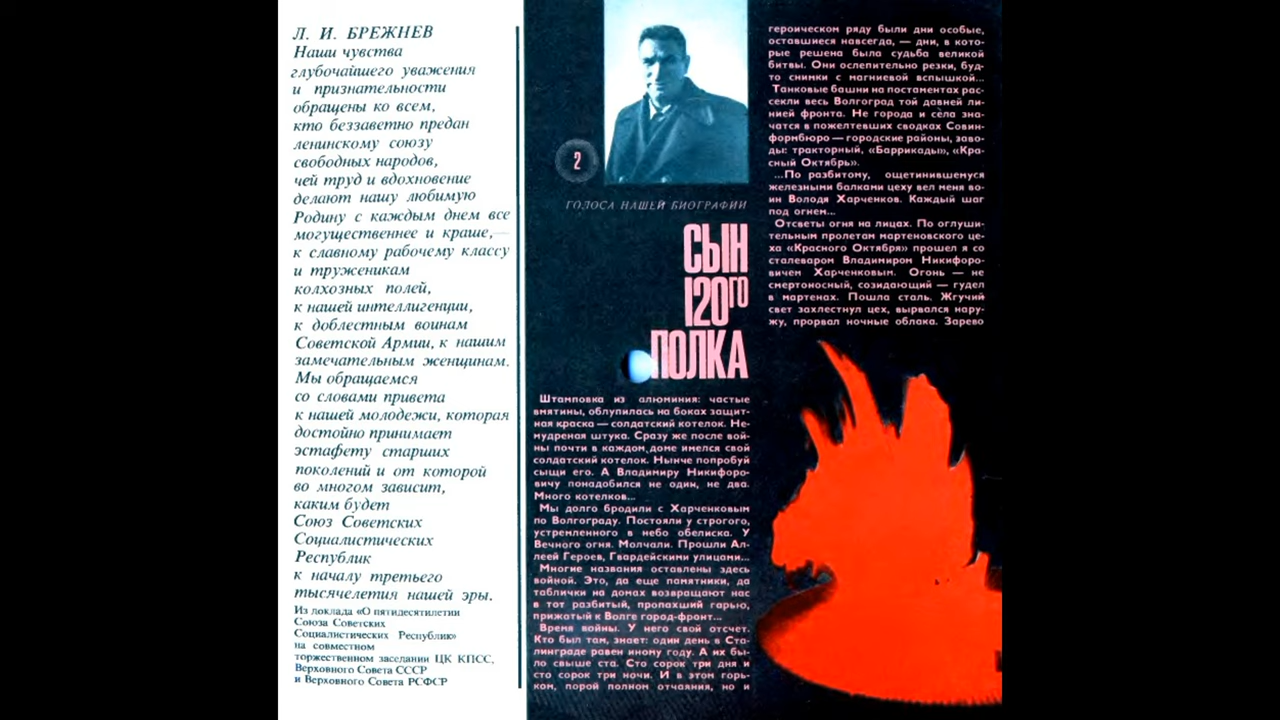 Л. И. БРЕЖНЕВ
Наши чувства
глубочайшего уважения
и признательности
обращены ко всем,
кто беззаветно предан
ленинскому союзу
свободных народов,
чей труд и вдохновение
делают нашу любимую
Родину с каждым днем все
могущественнее и краше,
к славному рабочему классу
и труженикам
колхозных полей,
к нашей интеллигенции,
к доблестным воинам
Советской Армии, к нашим
замечательным женщинам.
Мы обращаемся
со словами привета
к нашей молодежи, которая
достойно принимает
эстафету старших
поколений и от которой
во многом зависит,
каким будет
Союз Советских
Социалистических
Республик
к началу третьего
тысячелетия нашей эры.
Из доклада «О пятидесятилетии
Союза Советских
Социалистических Республик»
на совместном
торжественном заседании ЦК КПСС,
Верховного Совета СССР
и Верховного Совета РСФСР
2
ГОЛОСА НАШЕЙ БИОГРАФИИ
СЫН
120го
ПОЛКА
Штамповка из алюминия: частые
вмятины, облупилась на боках защит-
ная краска — солдатский котелок. Не-
мудреная штука. Сразу же после вой-
ны почти в каждом доме имелся свой
солдатский котелок. Нынче попробуй
сыщи его. А Владимиру Никифоро-
вичу понадобился не один, не два.
Много котелков...
Мы долго бродили с Харченковым
по Волгограду. Постояли у строгого,
устремленного в небо обелиска. У
Вечного огня. Молчали. Прошли Ал-
леей Героев, Гвардейскими улицами...
Многие названия оставлены здесь
войной. Это, да еще памятники, да
таблички на домах возвращают нас
в тот разбитый, пропахший гарью,
прижатый к Волге город-фронт...
Время войны. У него свой отсчет.
Кто был там, знает: один день в Ста-
линграде равен иному году. А их бы-
ло свыше ста. Сто сорок три дня и
сто сорок три ночи. И в этом горь-
ком, порой полном отчаяния, но и
героическом ряду были дни особые,
оставшиеся навсегда, — дни, в кото-
рые решена была судьба великой
битвы. Они ослепительно резки, буд-
то снимки с магниевой вспышкой...
Танковые башни на постаментах рас-
секли весь Волгоград той давней ли-
нией фронта. Не города и сёла зна-
чатся в пожелтевших сводках Совин-
формбюро — городские районы, заво-
ды: тракторный, «Баррикады», «Кра-
сный Октябрь».
...По разбитому, ощетинившемуся
железными балками цеху вел меня во-
ин Володя Харченков. Каждый шаг
под огнем...
Отсветы огня на лицах. По оглуши-
тельным пролетам мартеновского це-
ха «Красного Октября» прошел я со
сталеваром Владимиром Никифоро-
вичем Харченковым. Огонь — не
смертоносный, созидающий — гудел
в мартенах. Пошла сталь. Жгучий
свет захлестнул цех, вырвался нару-
жу, прорвал ночные облака. Зарево